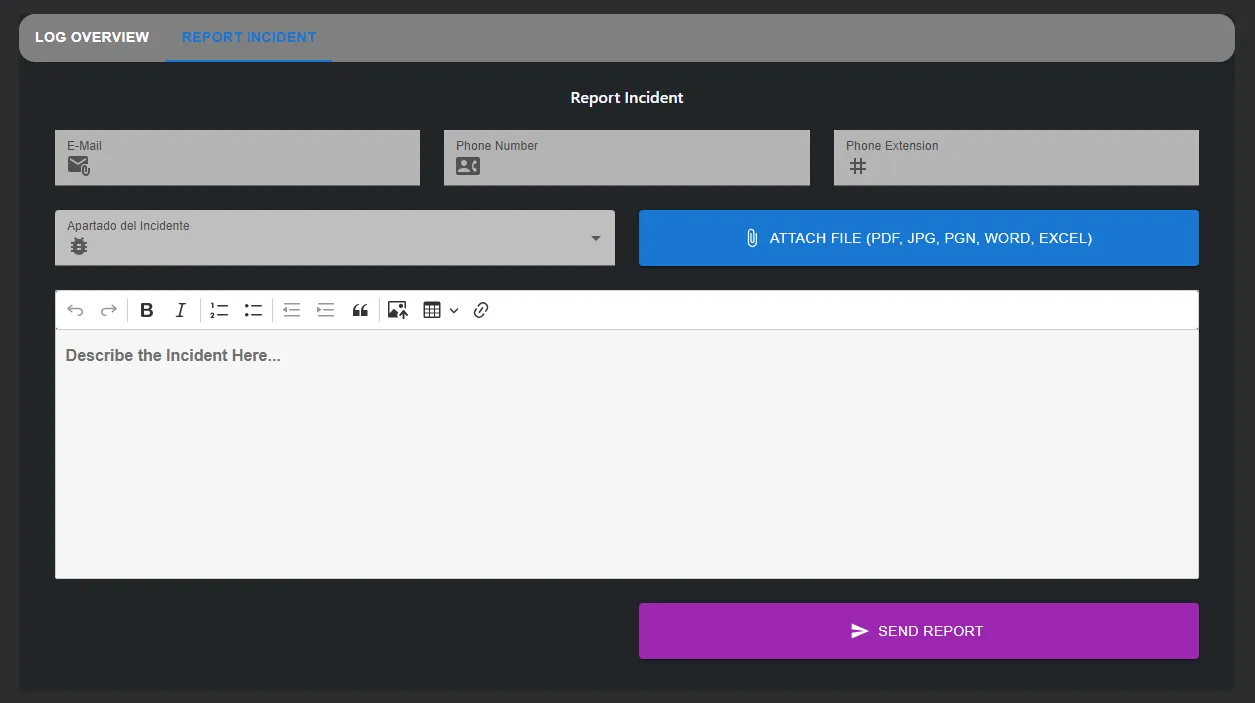 LOG OVERVIEW REPORT INCIDENT
Report Incident
E-Mail Phone Number Phone Extension
Apartado del Incidente
ATTACH FILE (PDF, JPG, PGN, WORD, EXCEL)
Describe the Incident Here...
SEND REPORT